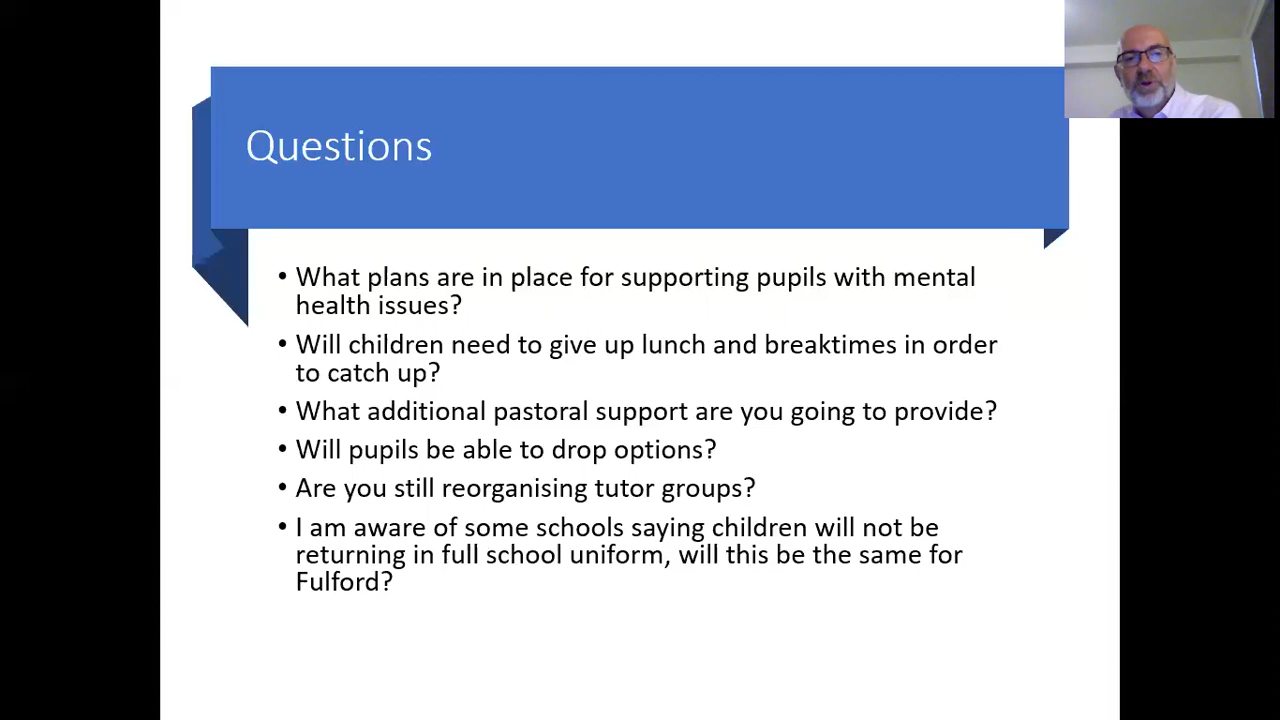 Questions
• What plans are in place for supporting pupils with mental
health issues?
• Will children need to give up lunch and breaktimes in order
to catch up?
• What additional pastoral support are you going to provide?
• Will pupils be able to drop options?
• Are you still reorganising tutor groups?
• I am aware of some schools saying children will not be
returning in full school uniform, will this be the same for
Fulford?